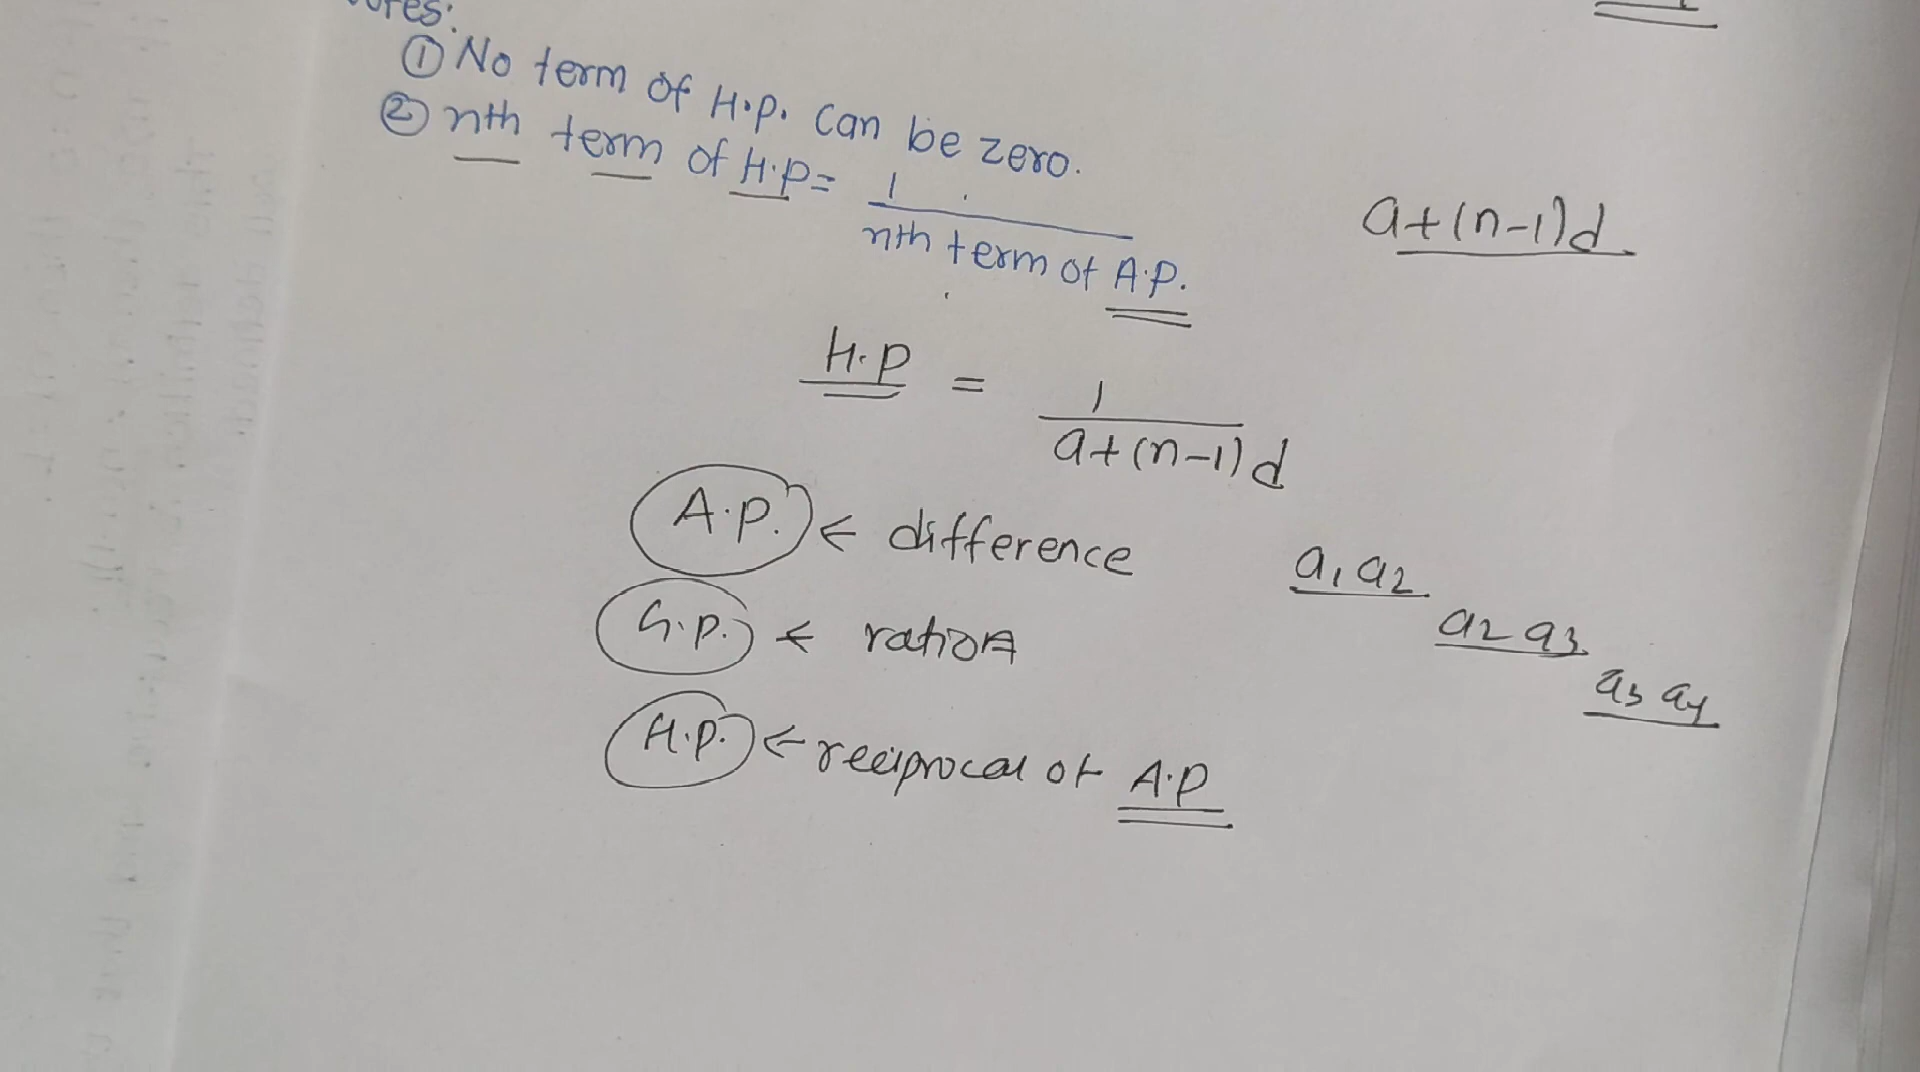 ① No term of H.P. can be zero.
② nth term of H.P = 1 / nth term of A.P.
a+(n-1)d
H.P = 1 / a+(n-1)d
A.P. ← difference
a1 a2
G.P. ← ratio
a2 a3
a3 a4
H.P. ← reciprocal of A.P